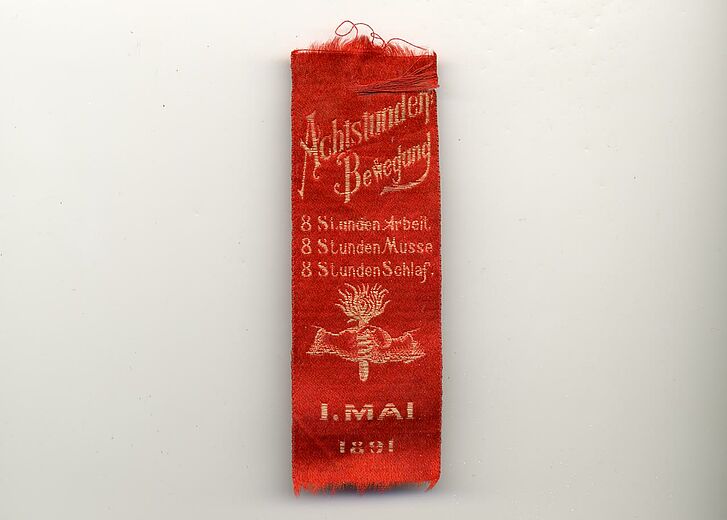 Achtstunden-
Bewegung
8 Stunden Arbeit.
8 Stunden Musse
8 Stunden Schlaf.
1. MAI
1891